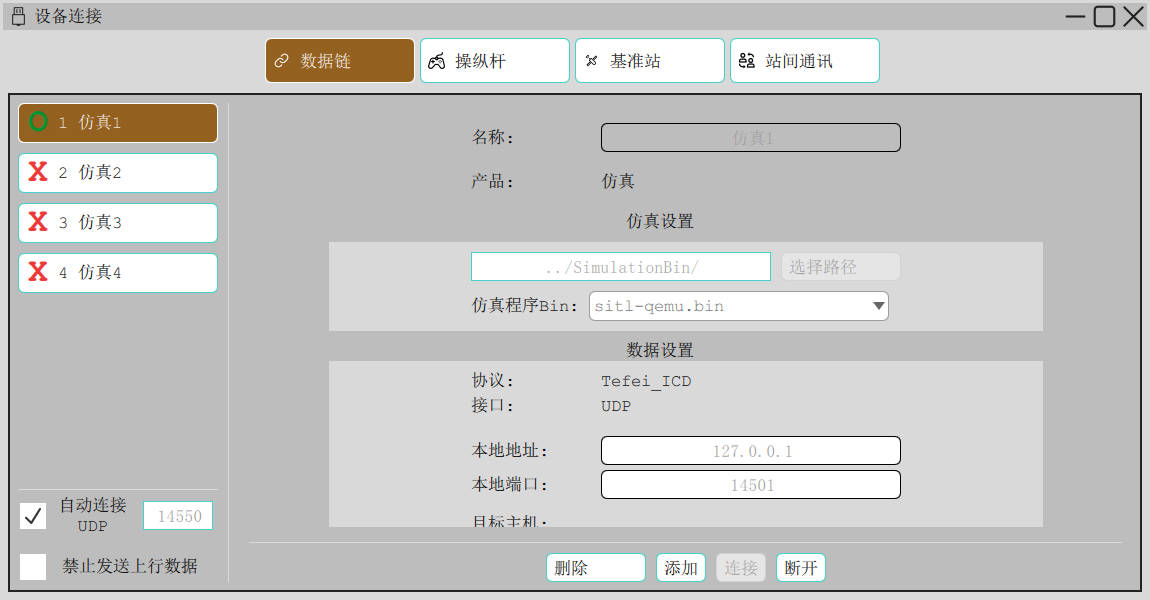 设备连接
数据链
操纵杆
基准站
站间通讯
1 仿真1
2 仿真2
3 仿真3
4 仿真4
自动连接
UDP
14550
禁止发送上行数据
名称:
仿真1
产品:
仿真
仿真设置
../SimulationBin/
选择路径
仿真程序Bin:
sitl-qemu.bin
数据设置
协议:
Tefei_ICD
接口:
UDP
本地地址:
127.0.0.1
本地端口:
14501
目标主机:
删除
添加
连接
断开